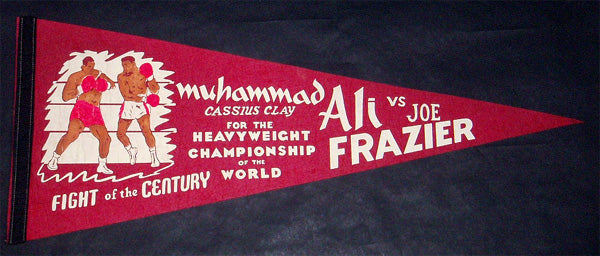 muhammad Ali vs JOE FRAZIER
CASSIUS CLAY
FOR THE
HEAVYWEIGHT
CHAMPIONSHIP
OF THE
WORLD
FIGHT of the CENTURY